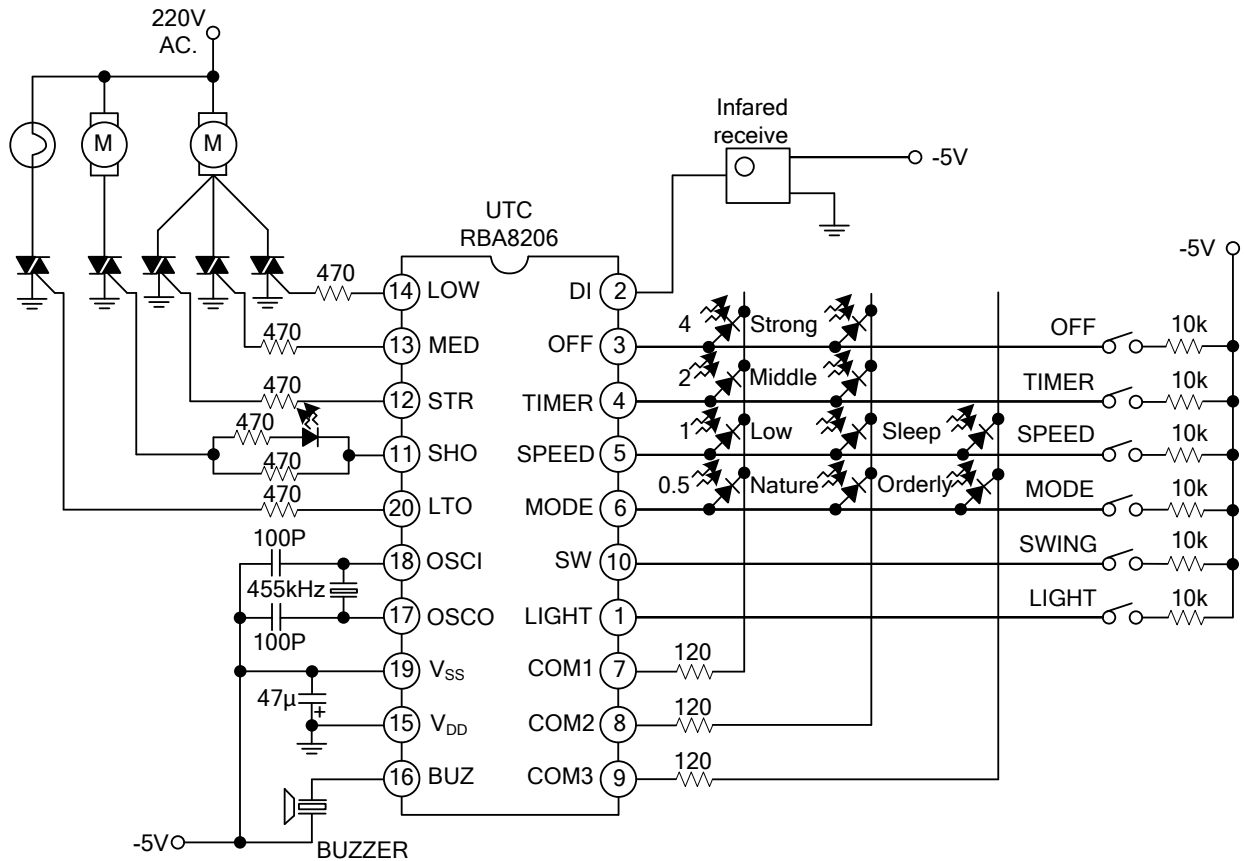 220V
AC.
M
M
Infared
receive
-5V
UTC
RBA8206
-5V
470
14 LOW
DI 2
4 Strong
OFF
10k
470
13 MED
OFF 3
2 Middle
TIMER
10k
470
12 STR
TIMER 4
470
1 Low
Sleep
SPEED
10k
11 SHO
SPEED 5
470
0.5 Nature
Orderly
MODE
10k
470
20 LTO
MODE 6
100P
18 OSCI
SW 10
SWING
10k
455kHz
17 OSCO
LIGHT 1
LIGHT
10k
100P
19 VSS
COM1 7
120
47µ
+
15 VDD
COM2 8
120
16 BUZ
COM3 9
120
-5V
BUZZER